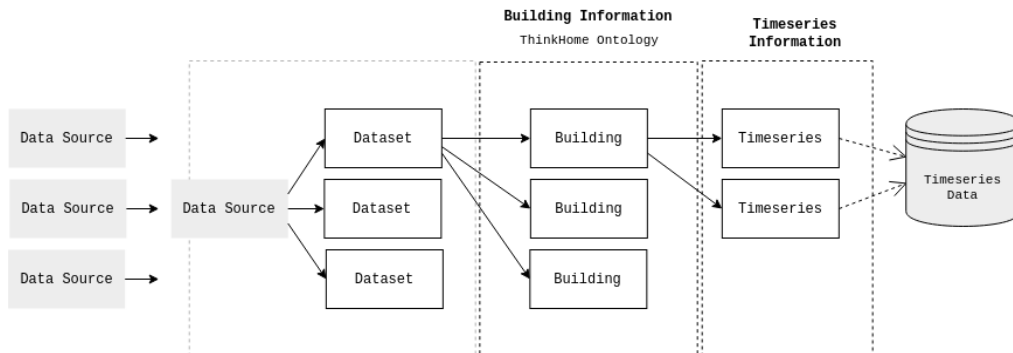 Building Information
ThinkHome Ontology
Timeseries
Information
Data Source
Dataset
Building
Timeseries
Data Source
Data Source
Dataset
Building
Timeseries
Timeseries
Data
Data Source
Dataset
Building